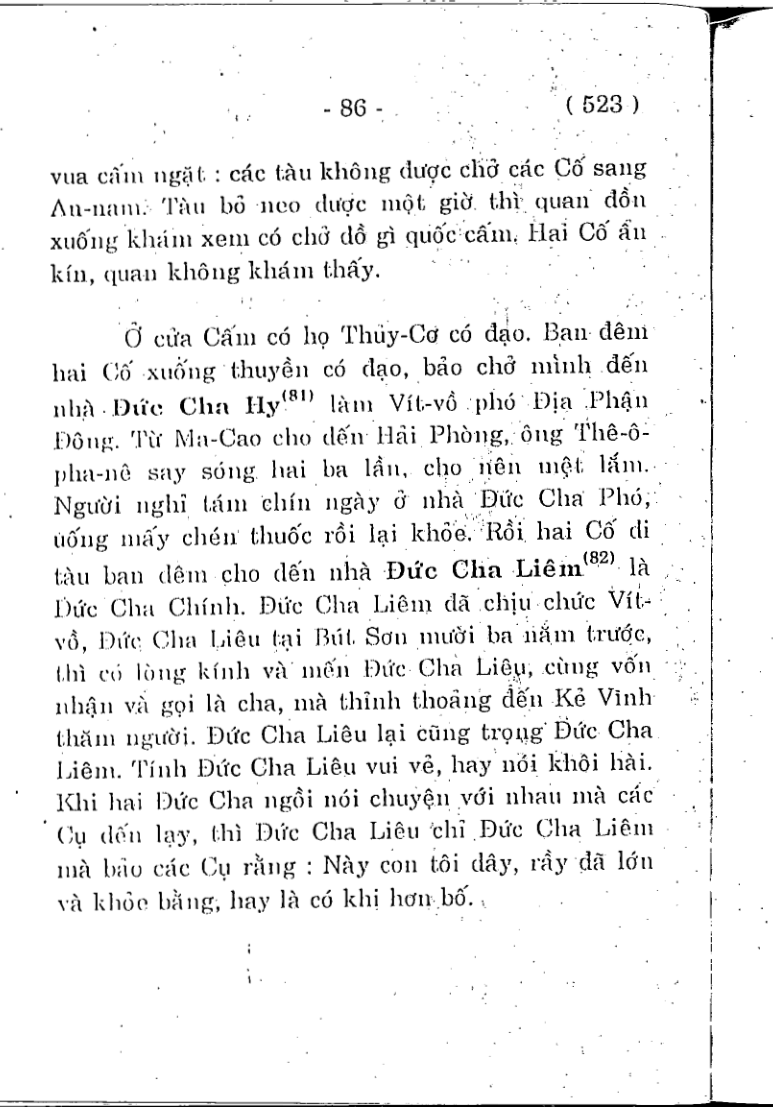 - 86 - ( 523 )
vua cấm ngặt : các tàu không được chở các Cố sang
An-nam. Tàu bỏ neo được một giờ thì quan đồn
xuống khám xem có chở đồ gì quốc cấm. Hai Cố ẩn
kín, quan không khám thấy.
Ở cửa Cấm có họ Thủy-Cơ có đạo. Ban đêm
hai Cố xuống thuyền có đạo, bảo chở mình đến
nhà Đức Cha Hy(81) làm Vít-vồ phó Địa Phận
Đông. Từ Ma-Cao cho đến Hải Phòng, ông Thê-ô-
pha-nê say sóng hai ba lần, cho nên mệt lắm.
Người nghỉ tám chín ngày ở nhà Đức Cha Phó,
uống mấy chén thuốc rồi lại khỏe. Rồi hai Cố đi
tàu ban đêm cho đến nhà Đức Cha Liêm(82) là
Đức Cha Chính. Đức Cha Liêm đã chịu chức Vít-
vồ, Đức Cha Liêu tại Bút Sơn mười ba năm trước,
thì có lòng kính và mến Đức Cha Liêu, cùng vốn
nhận và gọi là cha, mà thỉnh thoảng đến Kẻ Vĩnh
thăm người. Đức Cha Liêu lại cũng trọng Đức Cha
Liêm. Tính Đức Cha Liêu vui vẻ, hay nói khôi hài.
Khi hai Đức Cha ngồi nói chuyện với nhau mà các
Cụ đến lạy, thì Đức Cha Liêu chỉ Đức Cha Liêm
mà bảo các Cụ rằng : Này con tôi đây, rầy đã lớn
và khỏe bằng, hay là có khi hơn bố.